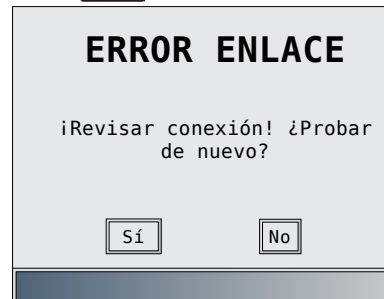 ERROR ENLACE
¡Revisar conexión! ¿Probar
de nuevo?
Sí
No